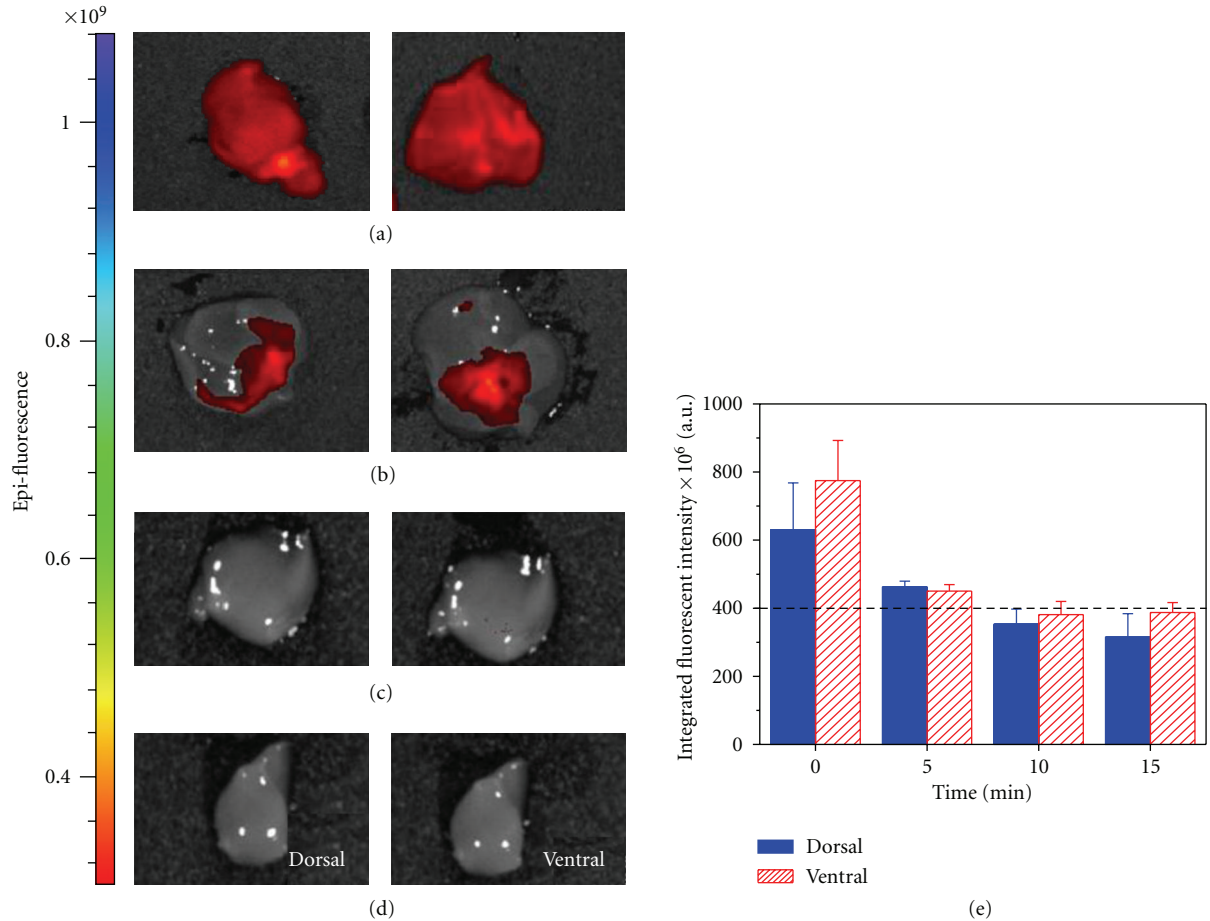 ×10⁹
1
0.8
0.6
0.4
Epi-fluorescence
(a)
(b)
(c)
Dorsal
Ventral
(d)
1000
800
600
400
200
0
Integrated fluorescent intensity ×10⁶ (a.u.)
0 5 10 15
Time (min)
Dorsal
Ventral
(e)